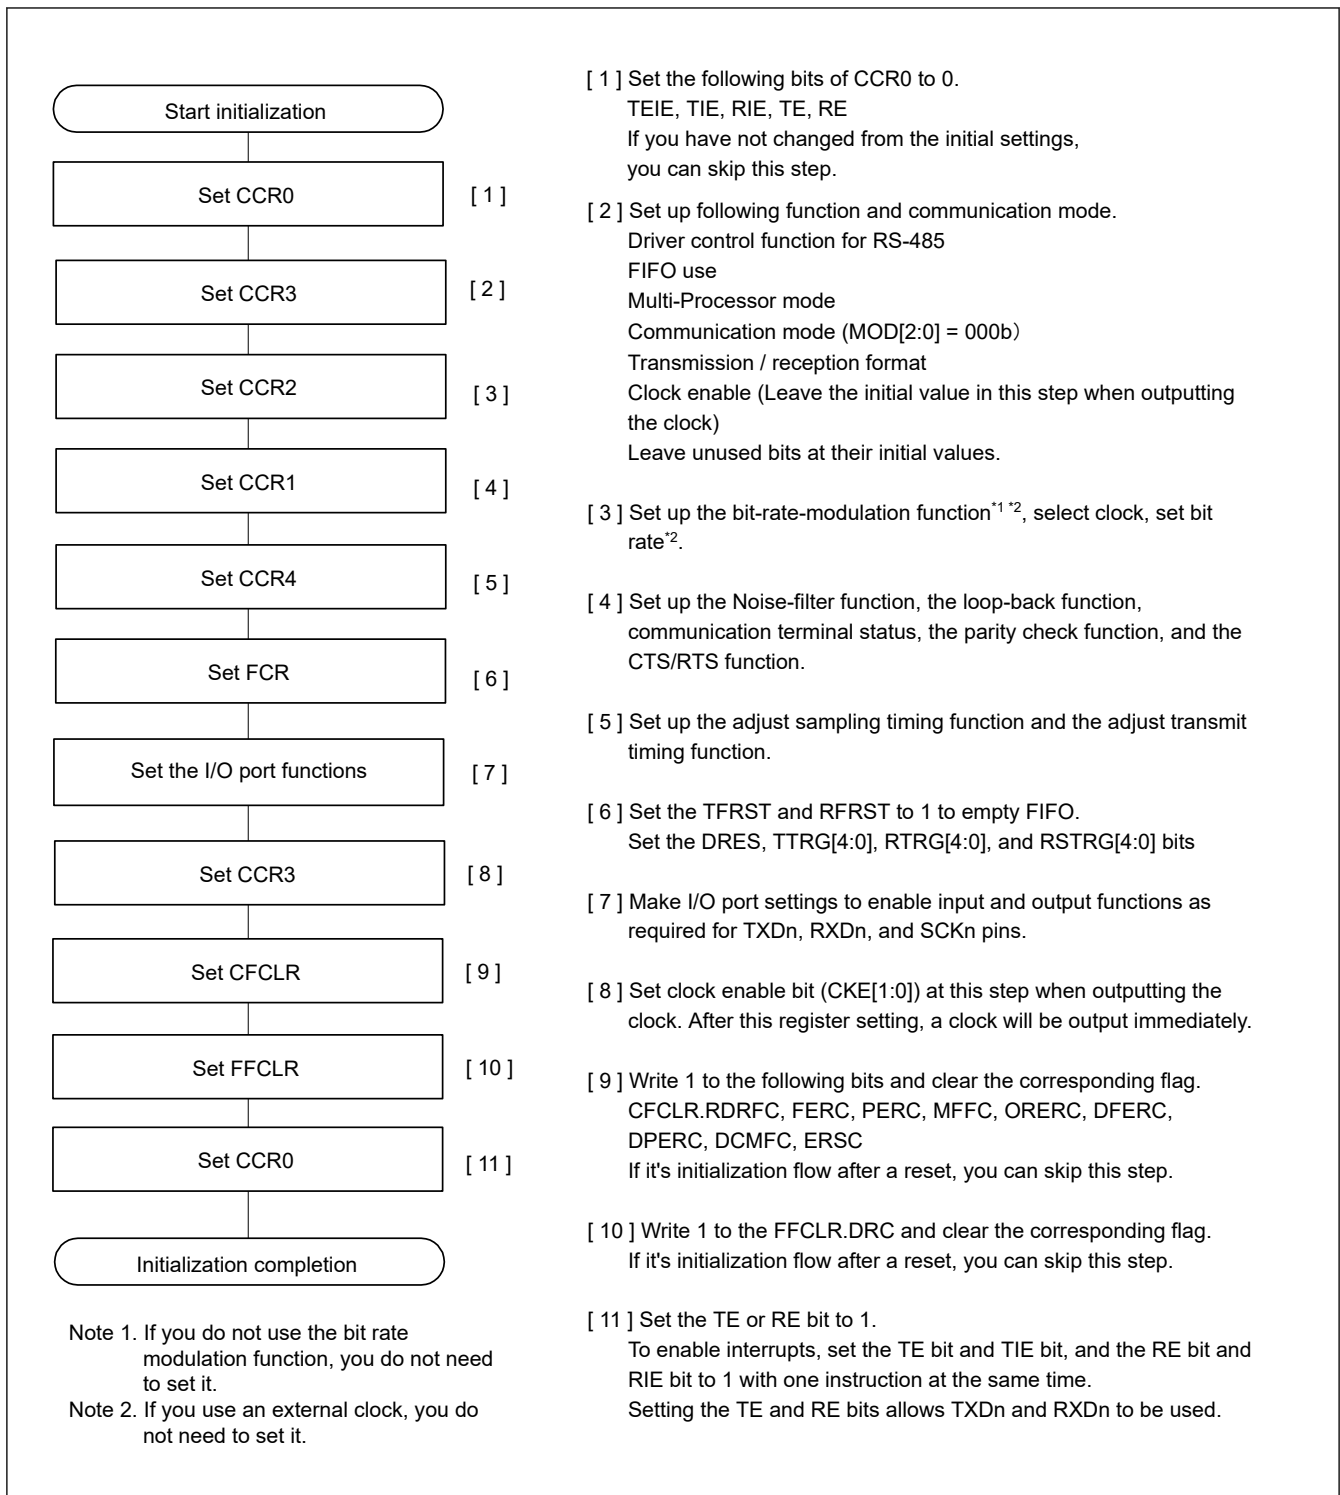 Start initialization
Set CCR0
[ 1 ]
Set CCR3
[ 2 ]
Set CCR2
[ 3 ]
Set CCR1
[ 4 ]
Set CCR4
[ 5 ]
Set FCR
[ 6 ]
Set the I/O port functions
[ 7 ]
Set CCR3
[ 8 ]
Set CFCLR
[ 9 ]
Set FFCLR
[ 10 ]
Set CCR0
[ 11 ]
Initialization completion
Note 1. If you do not use the bit rate
modulation function, you do not need
to set it.
Note 2. If you use an external clock, you do
not need to set it.
[ 1 ] Set the following bits of CCR0 to 0.
TEIE, TIE, RIE, TE, RE
If you have not changed from the initial settings,
you can skip this step.
[ 2 ] Set up following function and communication mode.
Driver control function for RS-485
FIFO use
Multi-Processor mode
Communication mode (MOD[2:0] = 000b）
Transmission / reception format
Clock enable (Leave the initial value in this step when outputting
the clock)
Leave unused bits at their initial values.
[ 3 ] Set up the bit-rate-modulation function*1 *2, select clock, set bit
rate*2.
[ 4 ] Set up the Noise-filter function, the loop-back function,
communication terminal status, the parity check function, and the
CTS/RTS function.
[ 5 ] Set up the adjust sampling timing function and the adjust transmit
timing function.
[ 6 ] Set the TFRST and RFRST to 1 to empty FIFO.
Set the DRES, TTRG[4:0], RTRG[4:0], and RSTRG[4:0] bits
[ 7 ] Make I/O port settings to enable input and output functions as
required for TXDn, RXDn, and SCKn pins.
[ 8 ] Set clock enable bit (CKE[1:0]) at this step when outputting the
clock. After this register setting, a clock will be output immediately.
[ 9 ] Write 1 to the following bits and clear the corresponding flag.
CFCLR.RDRFC, FERC, PERC, MFFC, ORERC, DFERC,
DPERC, DCMFC, ERSC
If it's initialization flow after a reset, you can skip this step.
[ 10 ] Write 1 to the FFCLR.DRC and clear the corresponding flag.
If it's initialization flow after a reset, you can skip this step.
[ 11 ] Set the TE or RE bit to 1.
To enable interrupts, set the TE bit and TIE bit, and the RE bit and
RIE bit to 1 with one instruction at the same time.
Setting the TE and RE bits allows TXDn and RXDn to be used.